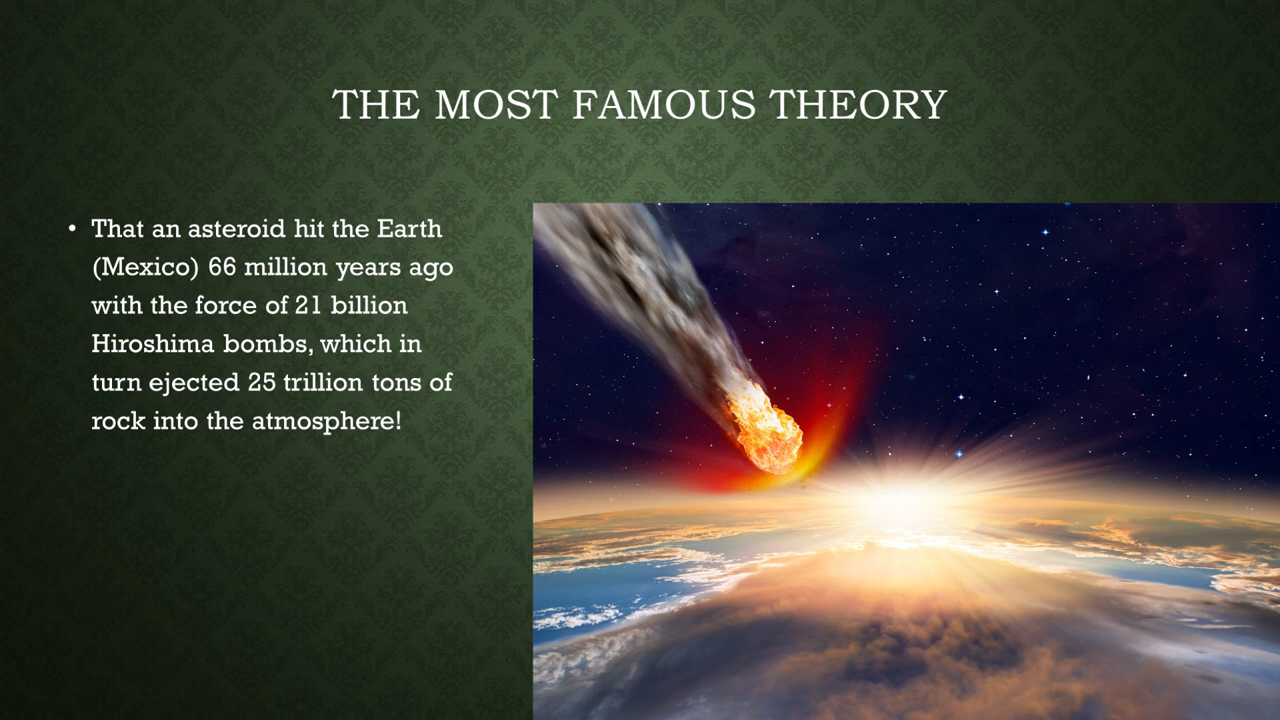 THE MOST FAMOUS THEORY
• That an asteroid hit the Earth
(Mexico) 66 million years ago
with the force of 21 billion
Hiroshima bombs, which in
turn ejected 25 trillion tons of
rock into the atmosphere!